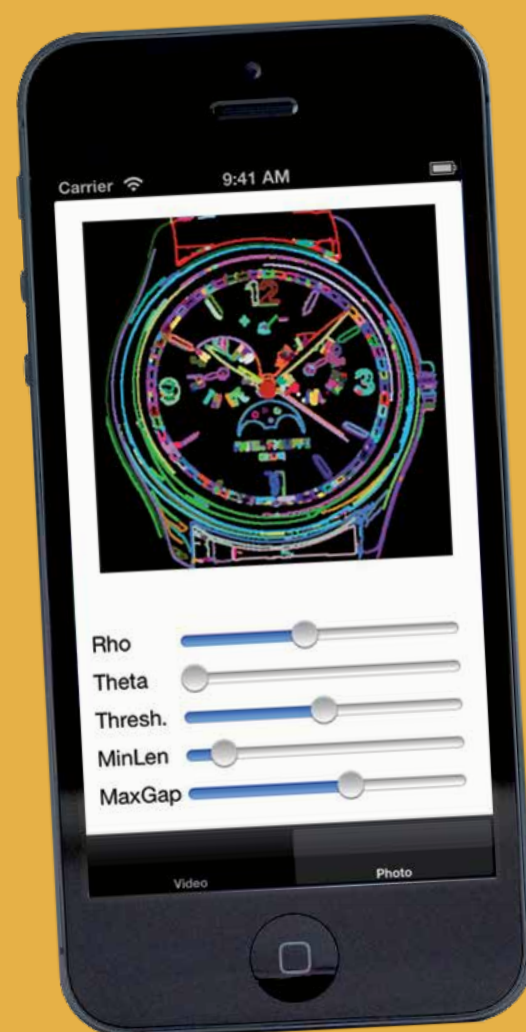 Carrier 9:41 AM
12
9 3
Rho
Theta
Thresh.
MinLen
MaxGap
Video Photo